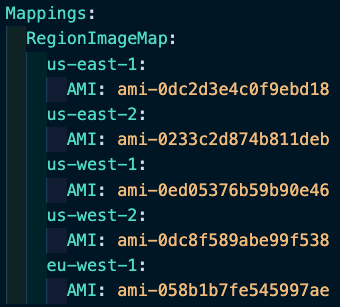 Mappings:
RegionImageMap:
us-east-1:
AMI: ami-0dc2d3e4c0f9ebd18
us-east-2:
AMI: ami-0233c2d874b811deb
us-west-1:
AMI: ami-0ed05376b59b90e46
us-west-2:
AMI: ami-0dc8f589abe99f538
eu-west-1:
AMI: ami-058b1b7fe545997ae